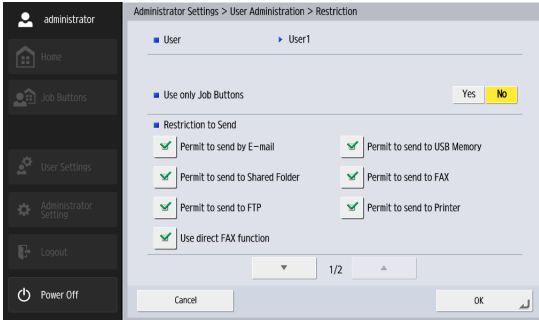 administrator
Home
Job Buttons
User Settings
Administrator
Setting
Logout
Power Off
Administrator Settings > User Administration > Restriction
User
User1
Use only Job Buttons
Yes
No
Restriction to Send
Permit to send by E-mail
Permit to send to USB Memory
Permit to send to Shared Folder
Permit to send to FAX
Permit to send to FTP
Permit to send to Printer
Use direct FAX function
1/2
Cancel
OK